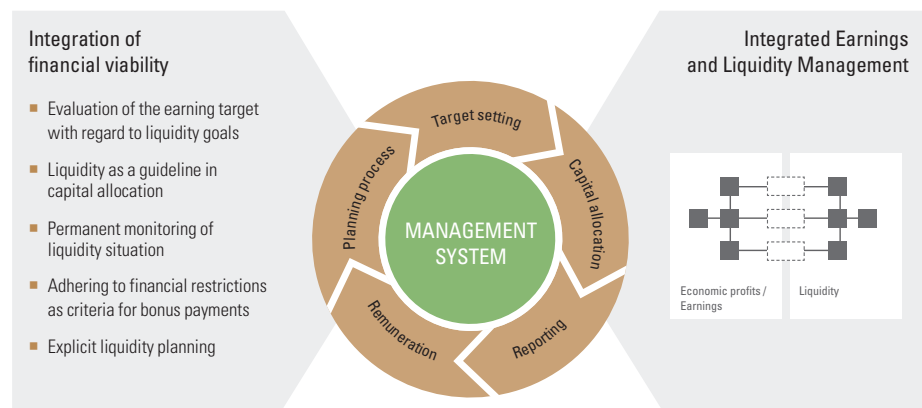 Integration of
financial viability
Evaluation of the earning target
with regard to liquidity goals
Liquidity as a guideline in
capital allocation
Permanent monitoring of
liquidity situation
Adhering to financial restrictions
as criteria for bonus payments
Explicit liquidity planning
Target setting
Capital allocation
Reporting
Remuneration
Planning process
MANAGEMENT
SYSTEM
Integrated Earnings
and Liquidity Management
Economic profits /
Earnings
Liquidity